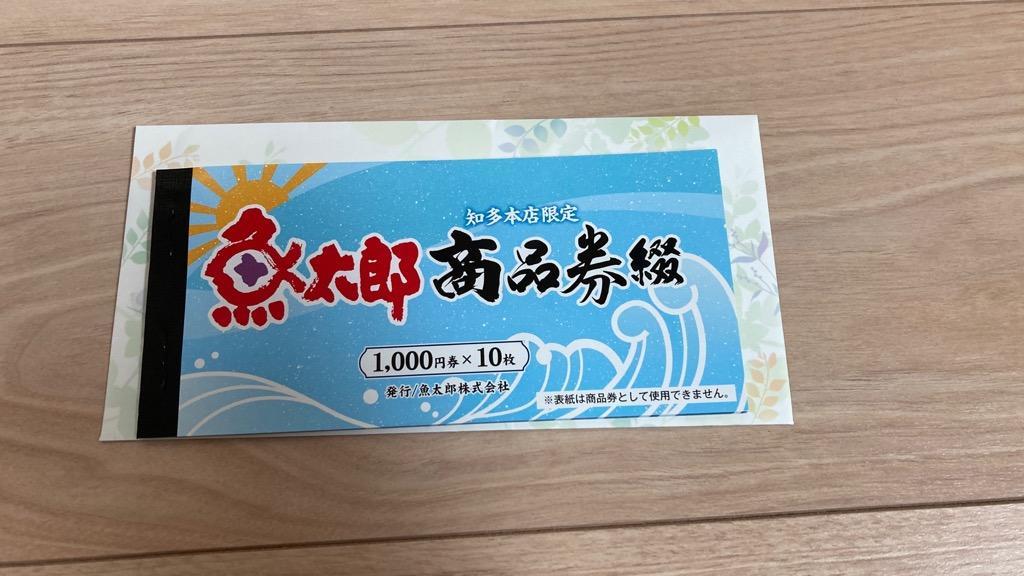 知多本店限定
魚太郎 商品券綴
1,000円券×10枚
発行/魚太郎株式会社
※表紙は商品券として使用できません。